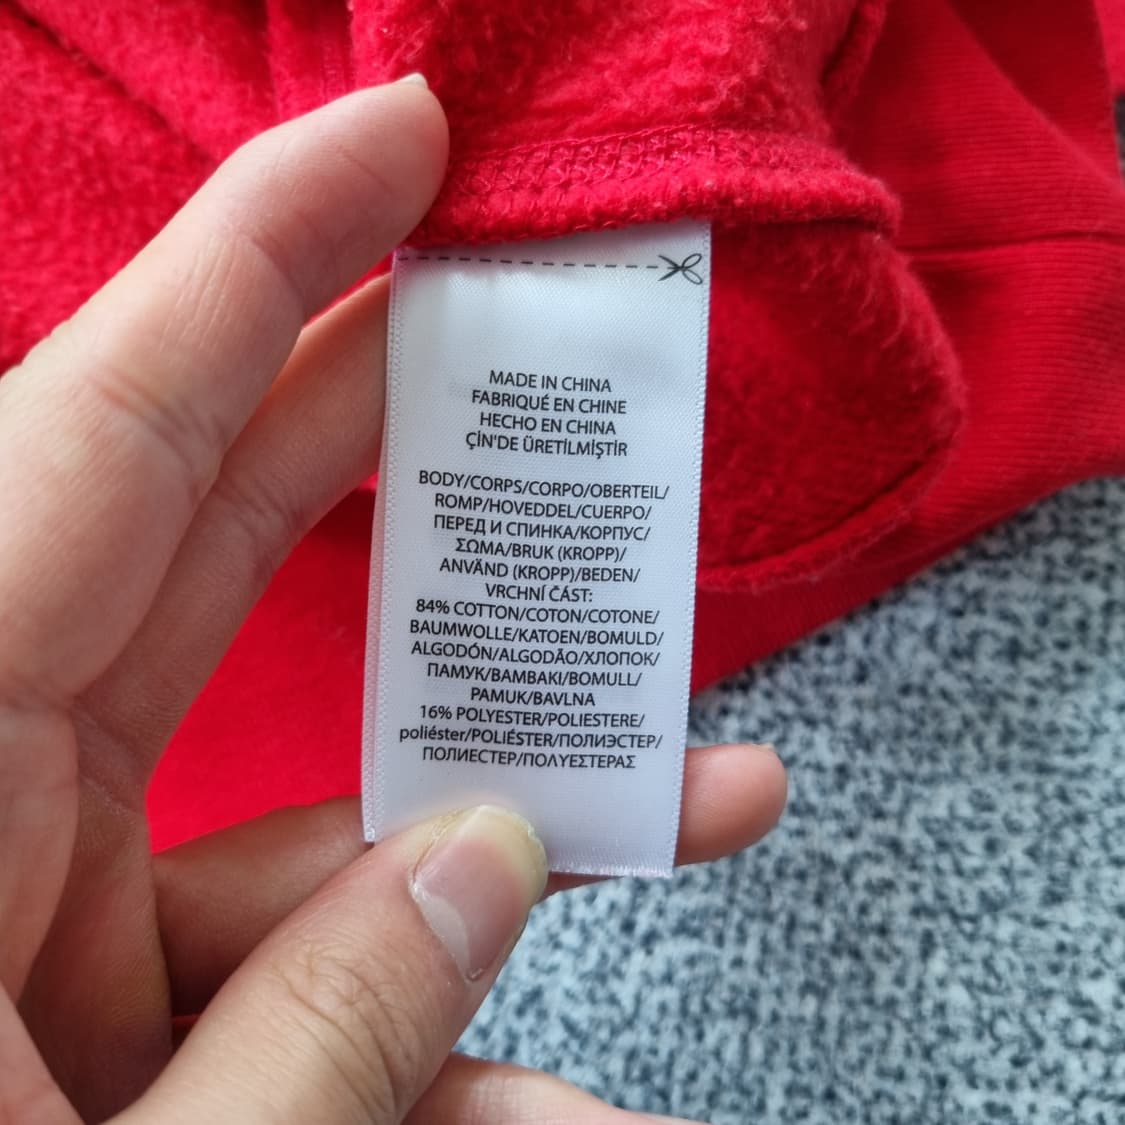 MADE IN CHINA
FABRIQUÉ EN CHINE
HECHO EN CHINA
ÇİN'DE ÜRETİLMİŞTİR
BODY/CORPS/CORPO/OBERTEIL/
ROMP/HOVEDDEL/CUERPO/
ПЕРЕД И СПИНКА/КОРПУС/
ΣΩΜΑ/BRUK (KROPP)/
ANVÄND (KROPP)/BEDEN/
VRCHNÍ ČÁST:
84% COTTON/COTON/COTONE/
BAUMWOLLE/KATOEN/BOMULD/
ALGODÓN/ALGODÃO/ХЛОПОК/
ПАМУК/ΒΑΜΒΑΚΙ/BOMULL/
PAMUK/BAVLNA
16% POLYESTER/POLIESTERE/
poliéster/POLIÉSTER/ПОЛИЭСТЕР/
ПОЛИЕСТЕР/ΠΟΛΥΕΣΤΕΡΑΣ